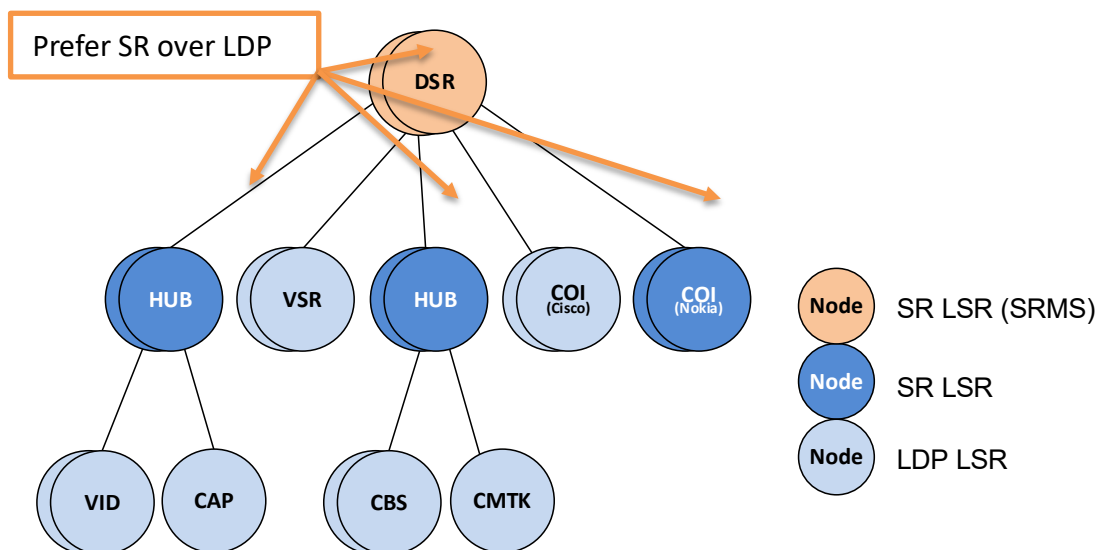 Prefer SR over LDP
DSR
HUB
VSR
HUB
COI
(Cisco)
COI
(Nokia)
Node
SR LSR (SRMS)
Node
SR LSR
Node
LDP LSR
VID
CAP
CBS
CMTK